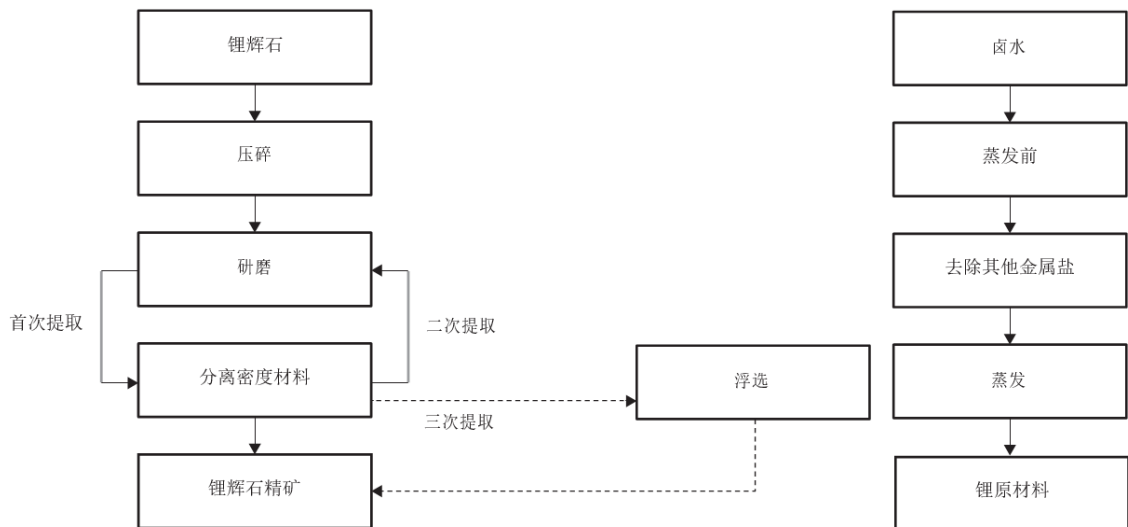 锂辉石
压碎
研磨
首次提取
二次提取
分离密度材料
三次提取
浮选
锂辉石精矿
卤水
蒸发前
去除其他金属盐
蒸发
锂原材料